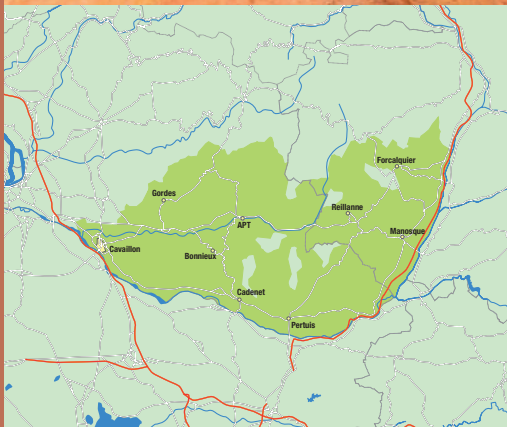 Forcalquier
Gordes
Reillanne
APT
Manosque
Cavaillon
Bonnieux
Cadenet
Pertuis